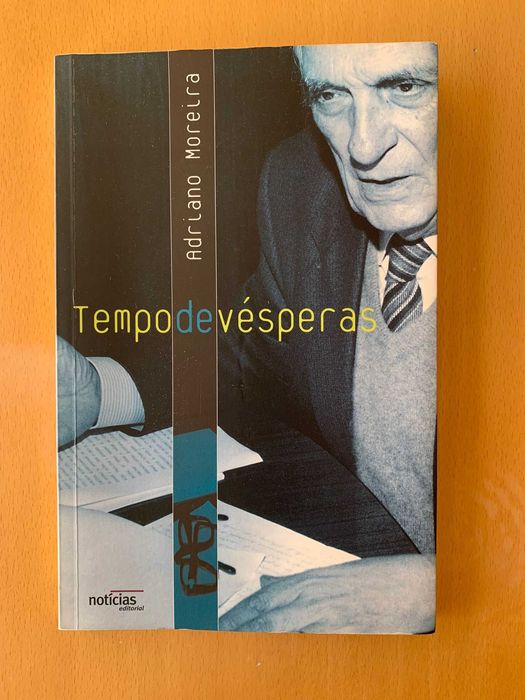 Adriano Moreira
Tempodevésperas
notícias
editorial